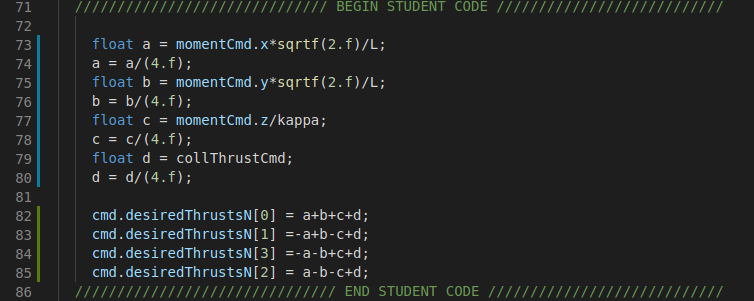 71 ////////////////////////////// BEGIN STUDENT CODE ///////////////////////////
72
73 float a = momentCmd.x*sqrtf(2.f)/L;
74 a = a/(4.f);
75 float b = momentCmd.y*sqrtf(2.f)/L;
76 b = b/(4.f);
77 float c = momentCmd.z/kappa;
78 c = c/(4.f);
79 float d = collThrustCmd;
80 d = d/(4.f);
81
82 cmd.desiredThrustsN[0] = a+b+c+d;
83 cmd.desiredThrustsN[1] =-a+b-c+d;
84 cmd.desiredThrustsN[3] =-a-b+c+d;
85 cmd.desiredThrustsN[2] = a-b-c+d;
86 /////////////////////////////// END STUDENT CODE ////////////////////////////